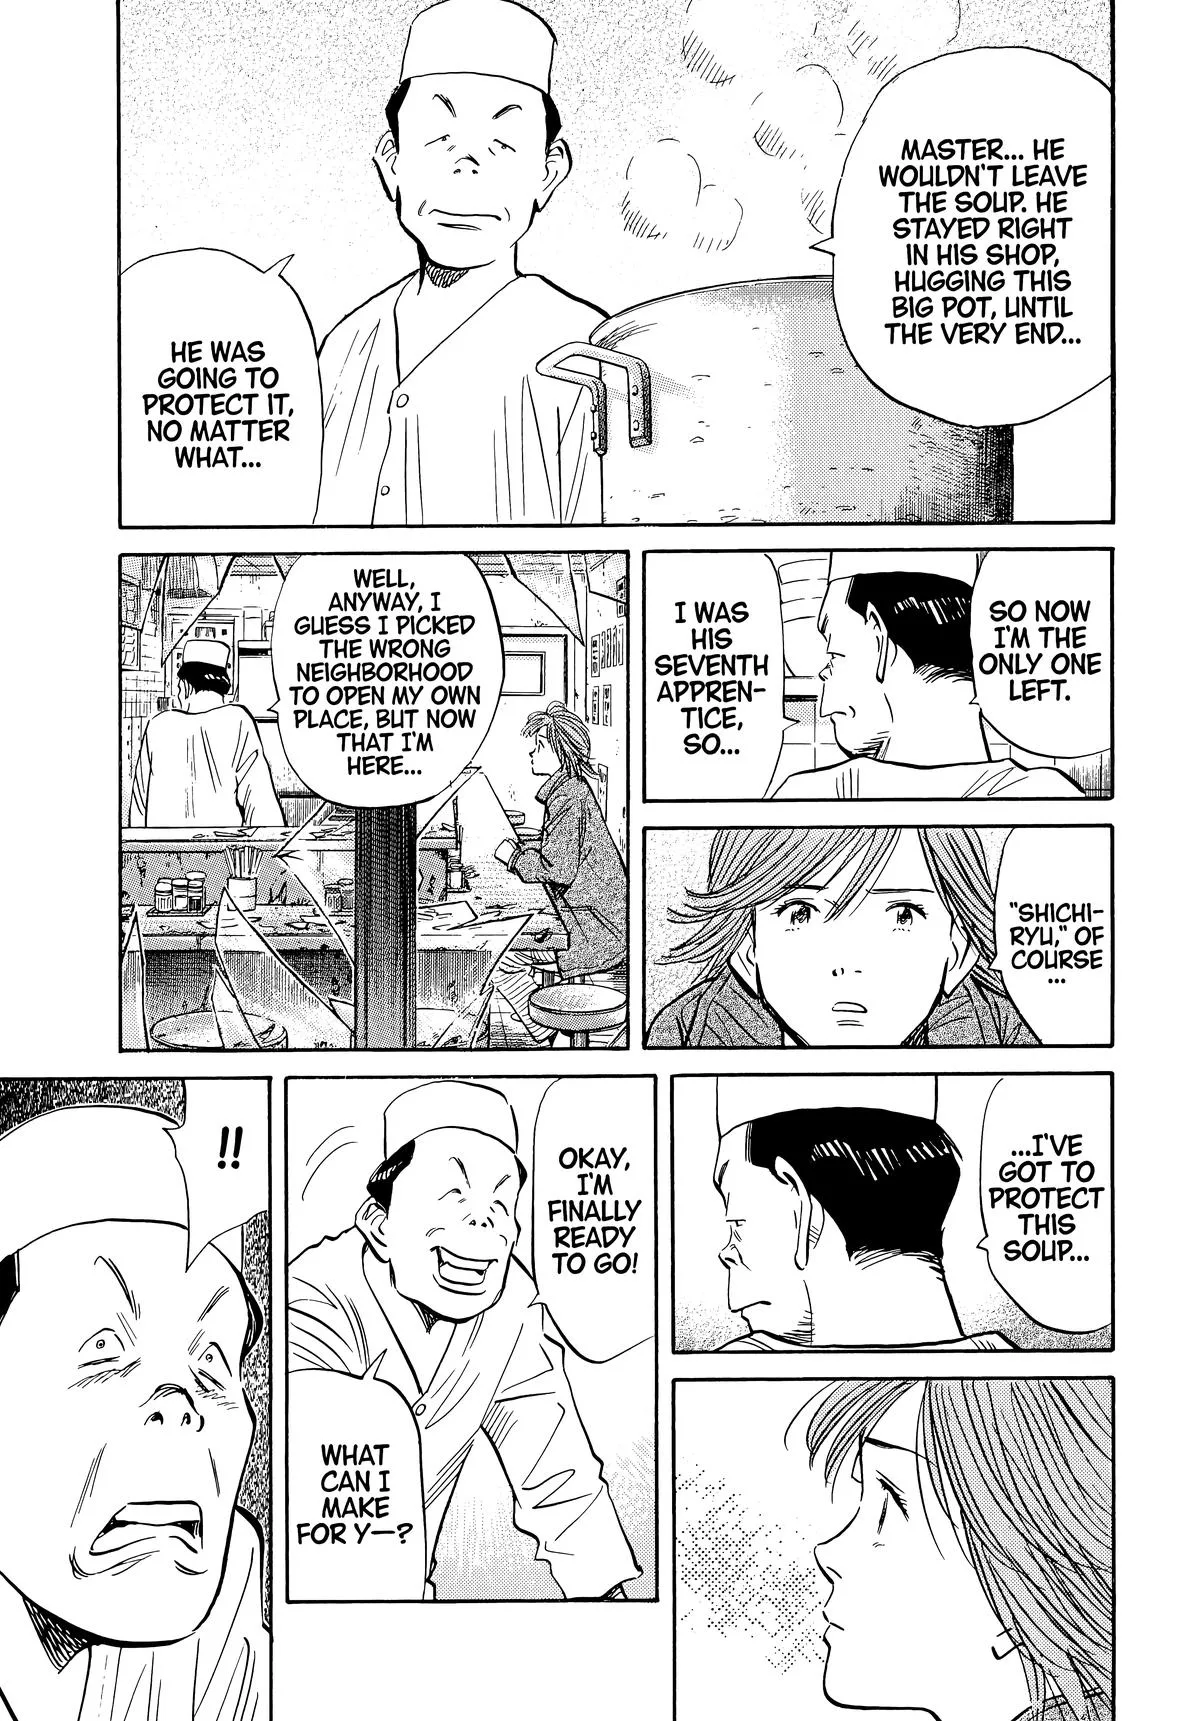 MASTER... HE
WOULDN'T LEAVE
THE SOUP. HE
STAYED RIGHT
IN HIS SHOP,
HUGGING THIS
BIG POT, UNTIL
THE VERY END...
HE WAS
GOING TO
PROTECT IT,
NO MATTER
WHAT...
SO NOW
I'M THE
ONLY ONE
LEFT.
I WAS
HIS
SEVENTH
APPREN-
TICE,
SO...
"SHICHI-
RYU," OF
COURSE
...
WELL,
ANYWAY, I
GUESS I PICKED
THE WRONG
NEIGHBORHOOD
TO OPEN MY OWN
PLACE, BUT NOW
THAT I'M
HERE...
...I'VE
GOT TO
PROTECT
THIS
SOUP...
OKAY,
I'M
FINALLY
READY
TO GO!
WHAT
CAN I
MAKE
FOR Y—?
!!